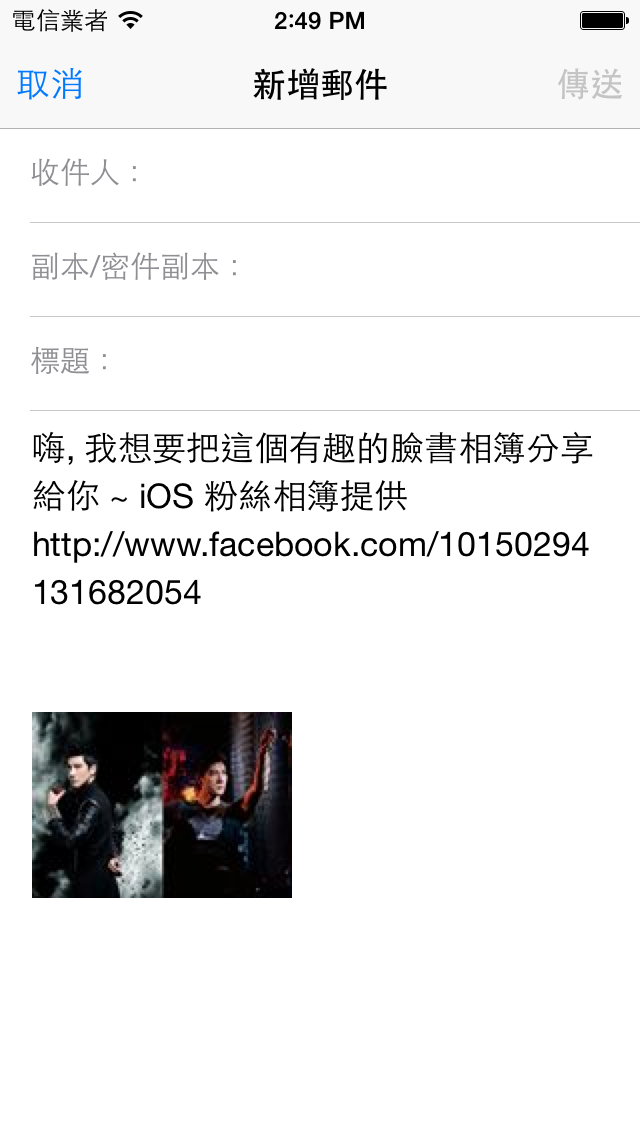 電信業者 2:49 PM
取消 新增郵件 傳送
收件人：
副本/密件副本：
標題：
嗨, 我想要把這個有趣的臉書相簿分享
給你 ~ iOS 粉絲相簿提供
http://www.facebook.com/10150294
131682054